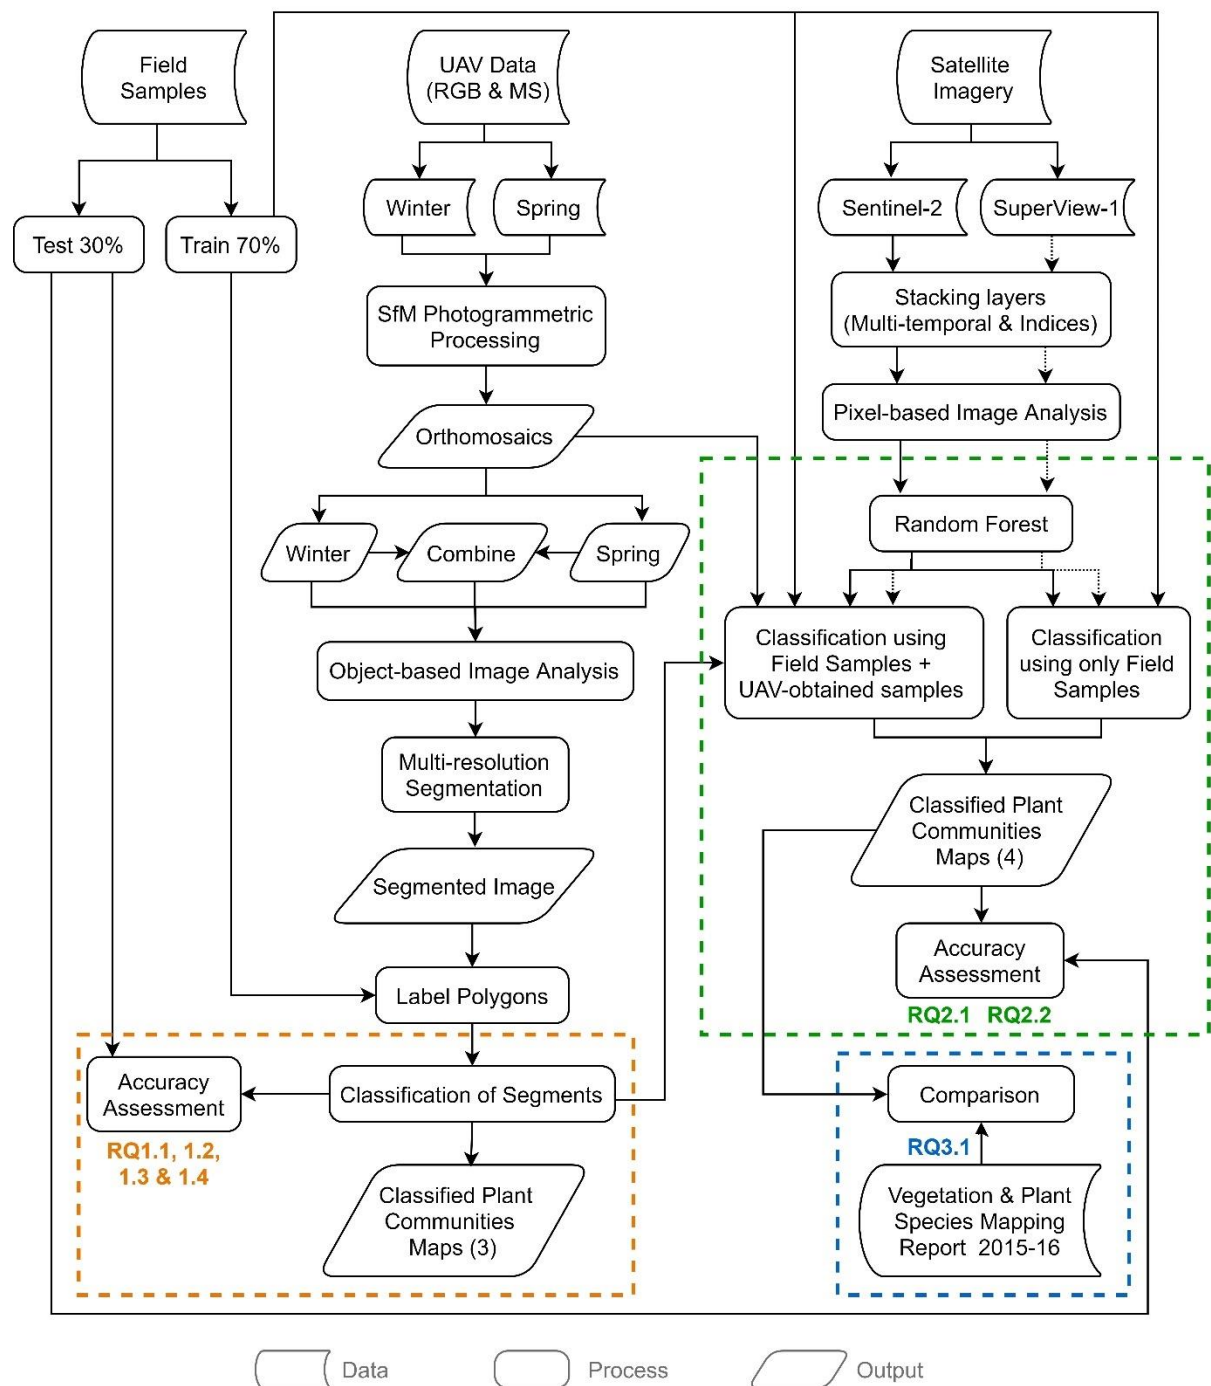 Field
Samples
UAV Data
(RGB & MS)
Satellite
Imagery
Winter
Spring
Sentinel-2
SuperView-1
Test 30%
Train 70%
SfM Photogrammetric
Processing
Stacking layers
(Multi-temporal & Indices)
Pixel-based Image Analysis
Orthomosaics
Random Forest
Winter
Combine
Spring
Classification using
Field Samples +
UAV-obtained samples
Classification
using only Field
Samples
Object-based Image Analysis
Multi-resolution
Segmentation
Classified Plant
Communities
Maps (4)
Segmented Image
Accuracy
Assessment
RQ2.1 RQ2.2
Label Polygons
Accuracy
Assessment
RQ1.1, 1.2,
1.3 & 1.4
Classification of Segments
Classified Plant
Communities
Maps (3)
Comparison
RQ3.1
Vegetation & Plant
Species Mapping
Report 2015-16
Data
Process
Output